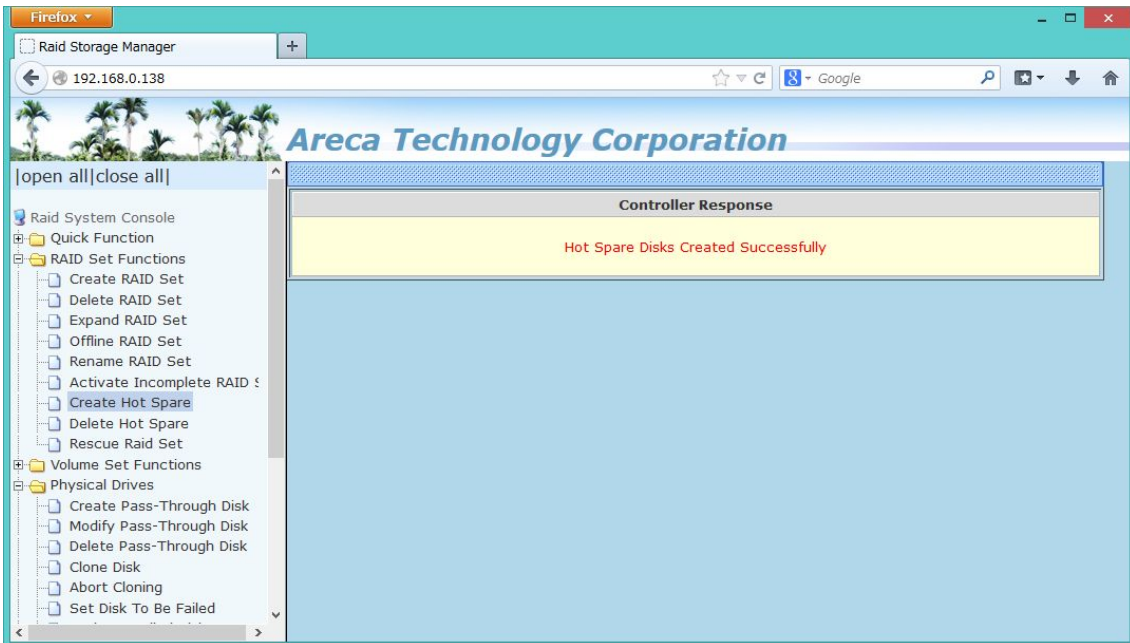 Firefox
Raid Storage Manager
192.168.0.138
Google
Areca Technology Corporation
|open all|close all|
Raid System Console
Quick Function
RAID Set Functions
Create RAID Set
Delete RAID Set
Expand RAID Set
Offline RAID Set
Rename RAID Set
Activate Incomplete RAID
Create Hot Spare
Delete Hot Spare
Rescue Raid Set
Volume Set Functions
Physical Drives
Create Pass-Through Disk
Modify Pass-Through Disk
Delete Pass-Through Disk
Clone Disk
Abort Cloning
Set Disk To Be Failed
Controller Response
Hot Spare Disks Created Successfully